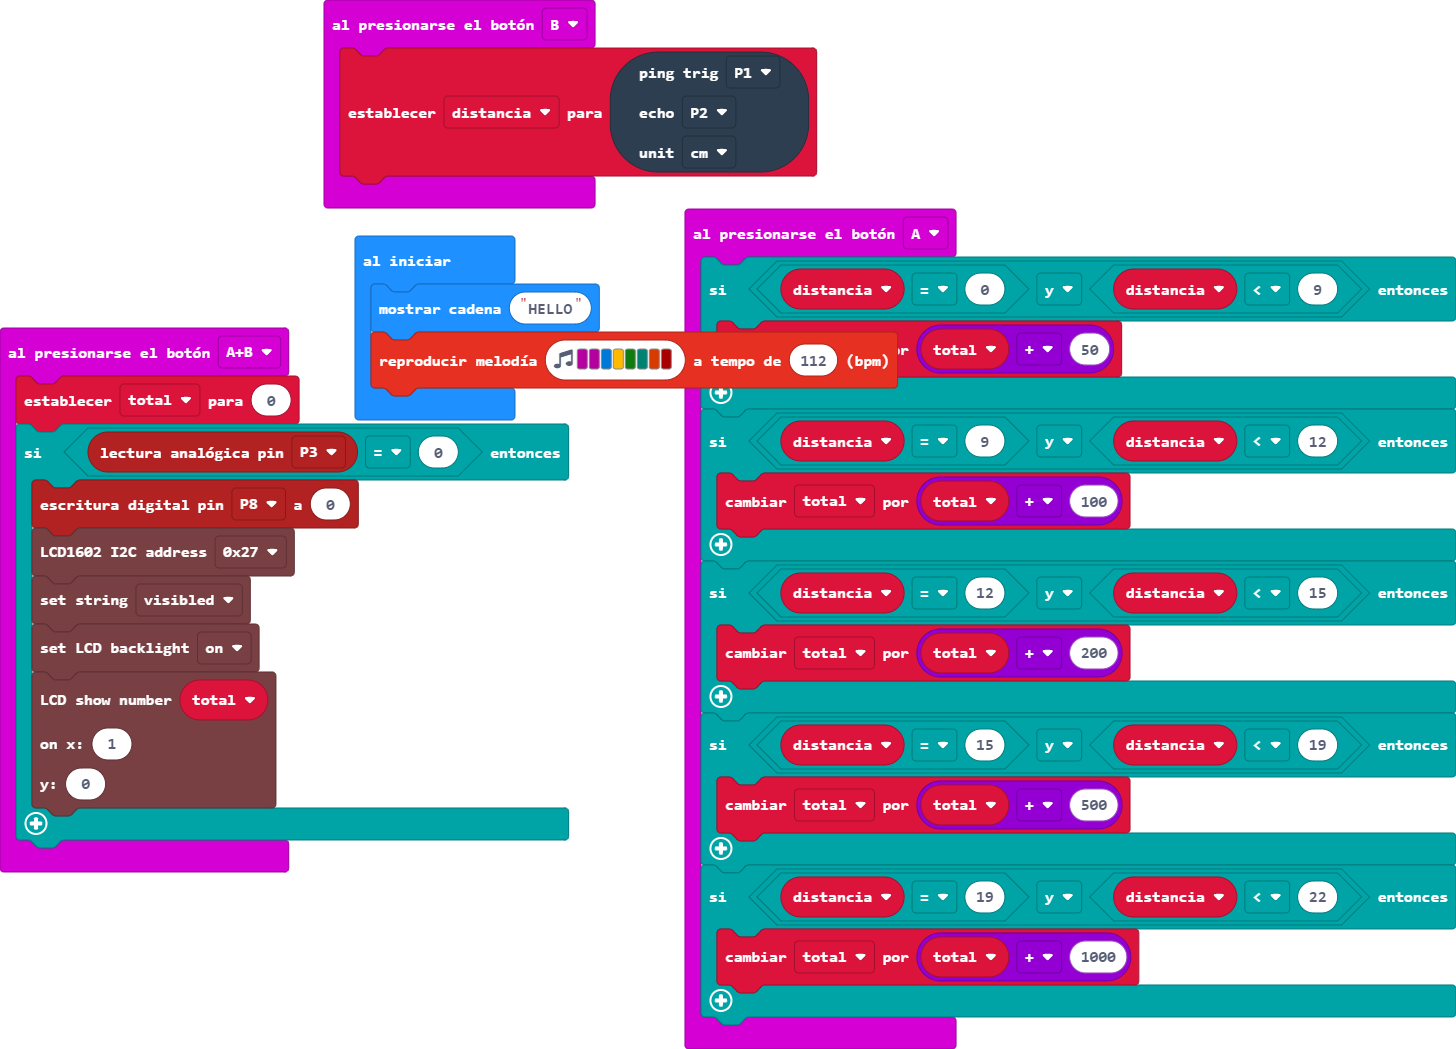 al presionarse el botón B
establecer distancia para ping trig P1
echo P2
unit cm
al iniciar
mostrar cadena "HELLO"
reproducir melodía a tempo de 112 (bpm)
al presionarse el botón A+B
establecer total para 0
si lectura analógica pin P3 = 0 entonces
escritura digital pin P8 a 0
LCD1602 I2C address 0x27
set string visibled
set LCD backlight on
LCD show number total
on x: 1
y: 0
al presionarse el botón A
si distancia = 0 y distancia < 9 entonces
total + 50
si distancia = 9 y distancia < 12 entonces
cambiar total por total + 100
si distancia = 12 y distancia < 15 entonces
cambiar total por total + 200
si distancia = 15 y distancia < 19 entonces
cambiar total por total + 500
si distancia = 19 y distancia < 22 entonces
cambiar total por total + 1000